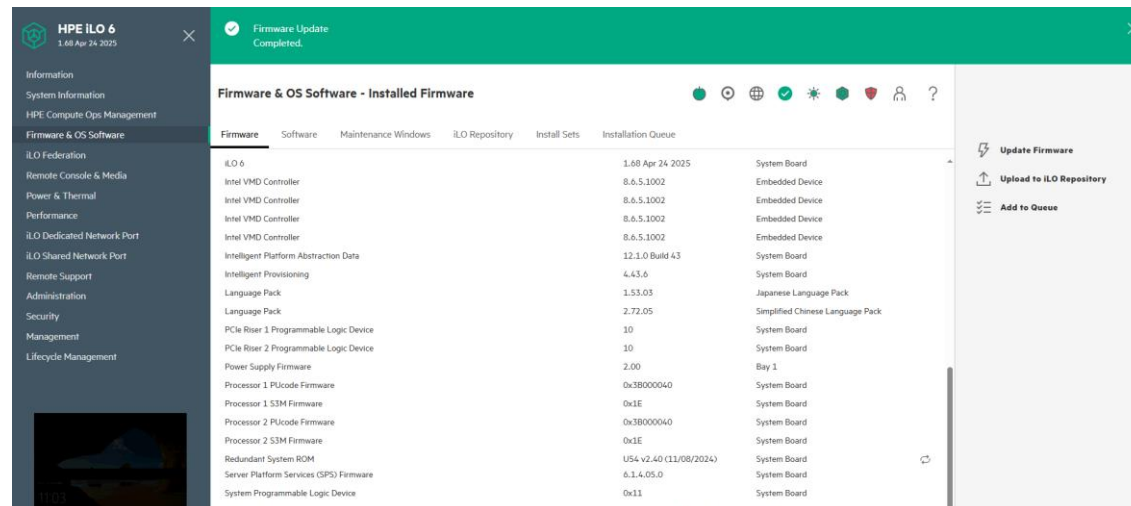 HPE iLO 6
1.68 Apr 24 2025
Firmware Update
Completed.
Information
System Information
HPE Compute Ops Management
Firmware & OS Software
iLO Federation
Remote Console & Media
Power & Thermal
Performance
iLO Dedicated Network Port
iLO Shared Network Port
Remote Support
Administration
Security
Management
Lifecycle Management
11:03
Firmware & OS Software - Installed Firmware
Firmware Software Maintenance Windows iLO Repository Install Sets Installation Queue
iLO 6 1.68 Apr 24 2025 System Board
Intel VMD Controller 8.6.5.1002 Embedded Device
Intel VMD Controller 8.6.5.1002 Embedded Device
Intel VMD Controller 8.6.5.1002 Embedded Device
Intel VMD Controller 8.6.5.1002 Embedded Device
Intelligent Platform Abstraction Data 12.1.0 Build 43 System Board
Intelligent Provisioning 4.43.6 System Board
Language Pack 1.53.03 Japanese Language Pack
Language Pack 2.72.05 Simplified Chinese Language Pack
PCIe Riser 1 Programmable Logic Device 10 System Board
PCIe Riser 2 Programmable Logic Device 10 System Board
Power Supply Firmware 2.00 Bay 1
Processor 1 PUcode Firmware 0x3B000040 System Board
Processor 1 S3M Firmware 0x1E System Board
Processor 2 PUcode Firmware 0x3B000040 System Board
Processor 2 S3M Firmware 0x1E System Board
Redundant System ROM U54 v2.40 (11/08/2024) System Board
Server Platform Services (SPS) Firmware 6.1.4.05.0 System Board
System Programmable Logic Device 0x11 System Board
Update Firmware
Upload to iLO Repository
Add to Queue